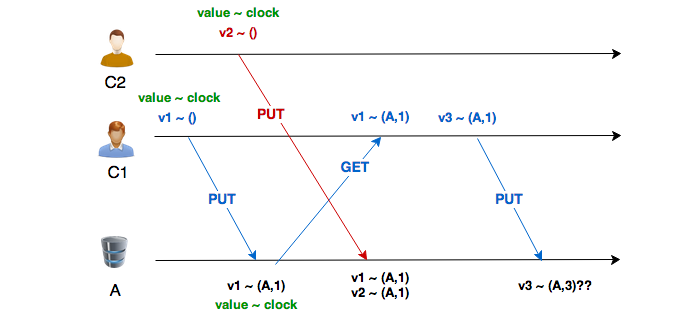 value ~ clock
v2 ~ ()
C2
value ~ clock
v1 ~ ()
PUT
v1 ~ (A,1)
v3 ~ (A,1)
C1
GET
PUT
PUT
A
v1 ~ (A,1)
value ~ clock
v1 ~ (A,1)
v2 ~ (A,1)
v3 ~ (A,3)??